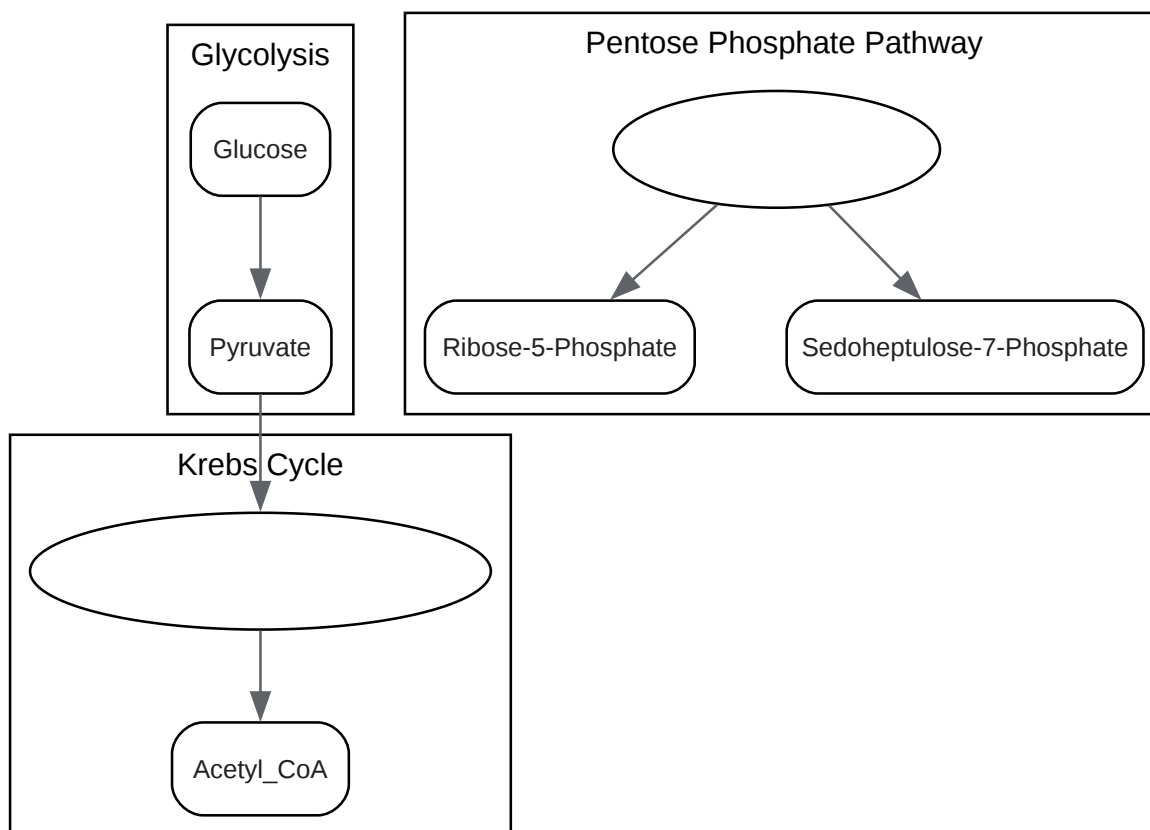 Glycolysis
Glucose
Pyruvate
Pentose Phosphate Pathway
Ribose-5-Phosphate
Sedoheptulose-7-Phosphate
Krebs Cycle
Acetyl_CoA